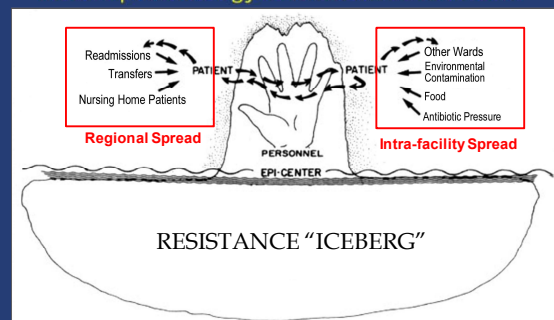 Readmissions
Transfers
Nursing Home Patients
Regional Spread
PATIENT
PATIENT
Other Wards
Environmental
Contamination
Food
Antibiotic Pressure
Intra-facility Spread
PERSONNEL
EPI-CENTER
RESISTANCE “ICEBERG”